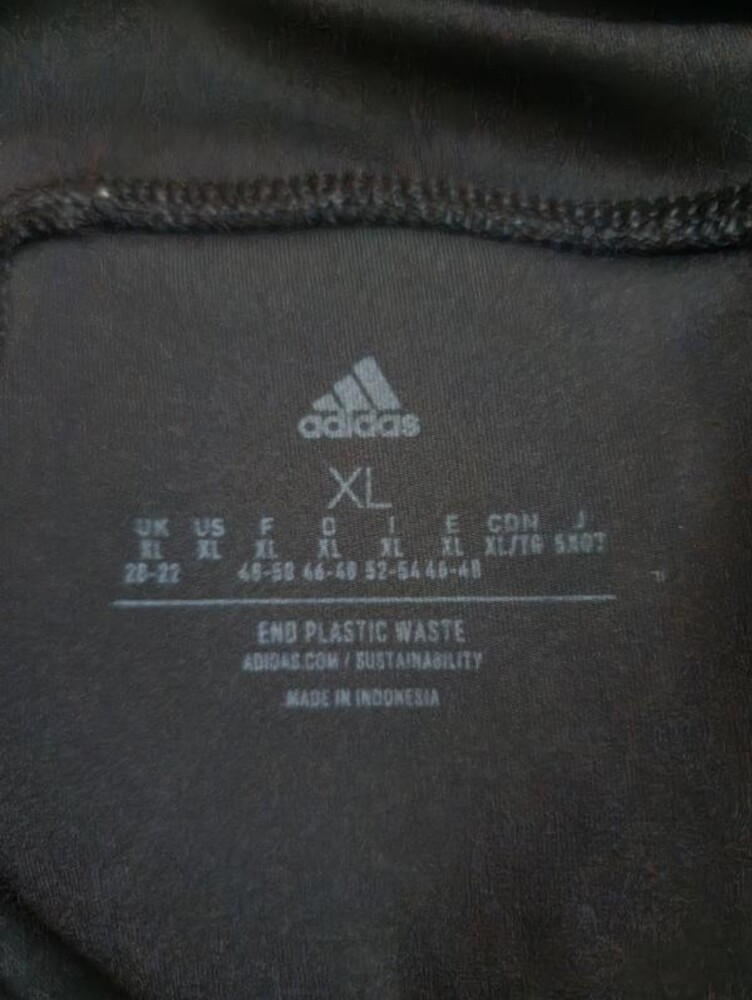 adidas
XL
UK US F D I E CDN J
XL XL XL XL XL XL XL/TG
20-22 48-50 46-48 52-54 46-48
END PLASTIC WASTE
ADIDAS.COM / SUSTAINABILITY
MADE IN INDONESIA